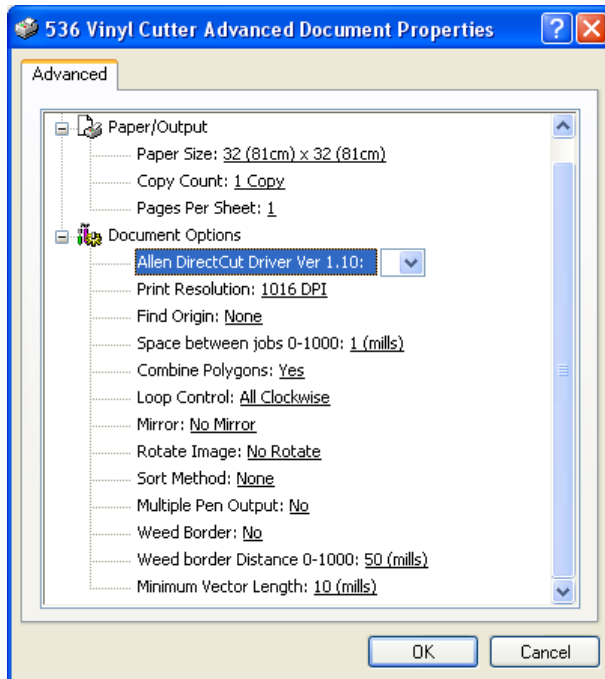 536 Vinyl Cutter Advanced Document Properties
Advanced
Paper/Output
Paper Size: 32 (81cm) x 32 (81cm)
Copy Count: 1 Copy
Pages Per Sheet: 1
Document Options
Allen DirectCut Driver Ver 1.10:
Print Resolution: 1016 DPI
Find Origin: None
Space between jobs 0-1000: 1 (mills)
Combine Polygons: Yes
Loop Control: All Clockwise
Mirror: No Mirror
Rotate Image: No Rotate
Sort Method: None
Multiple Pen Output: No
Weed Border: No
Weed border Distance 0-1000: 50 (mills)
Minimum Vector Length: 10 (mills)
OK Cancel